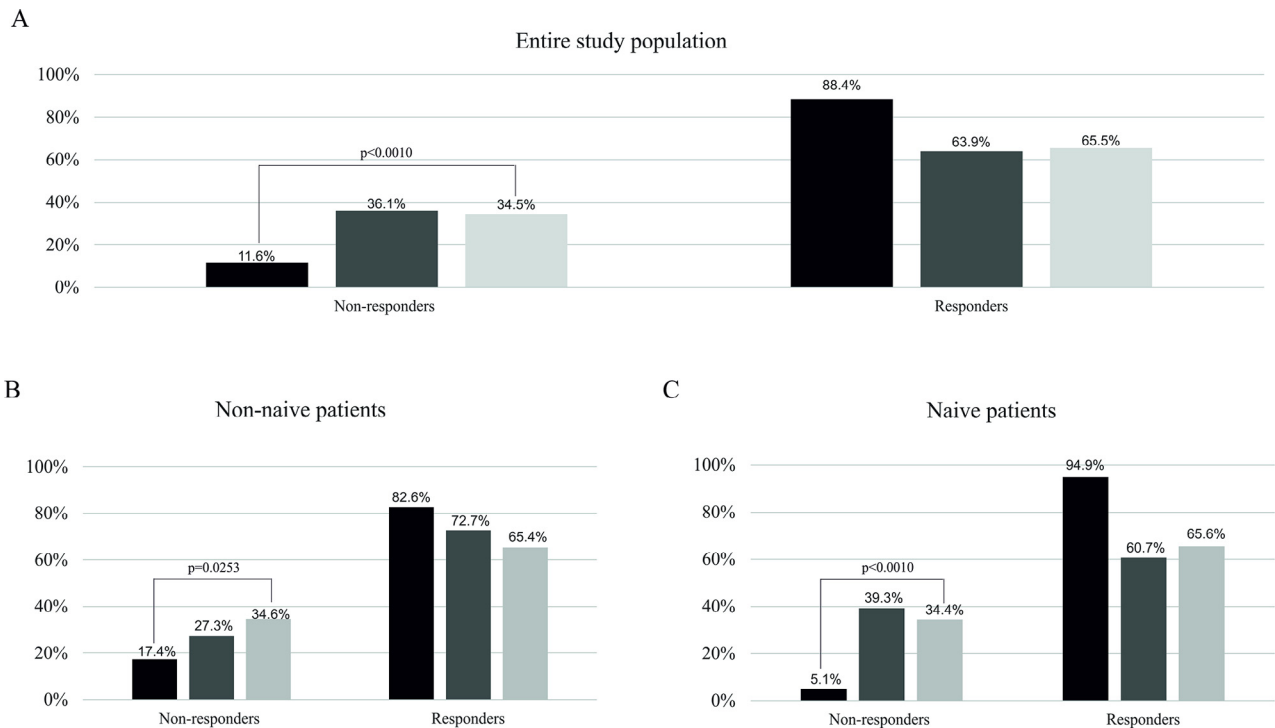 A
Entire study population
100%
80%
60%
40%
20%
0%
p<0.0010
11.6%
36.1%
34.5%
88.4%
63.9%
65.5%
Non-responders
Responders
B
Non-naive patients
100%
80%
60%
40%
20%
0%
p=0.0253
17.4%
27.3%
34.6%
82.6%
72.7%
65.4%
Non-responders
Responders
C
Naive patients
100%
80%
60%
40%
20%
0%
p<0.0010
5.1%
39.3%
34.4%
94.9%
60.7%
65.6%
Non-responders
Responders